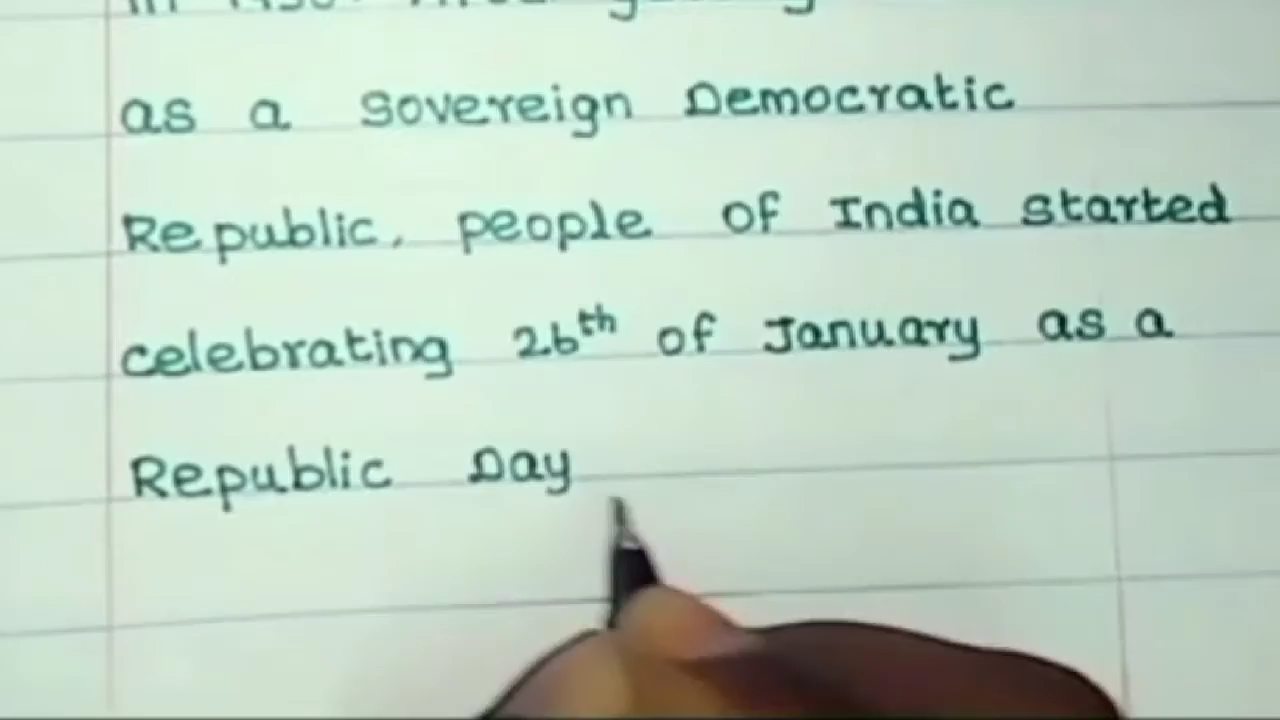 as a sovereign Democratic
Republic, people of India started
celebrating 26th of January as a
Republic Day